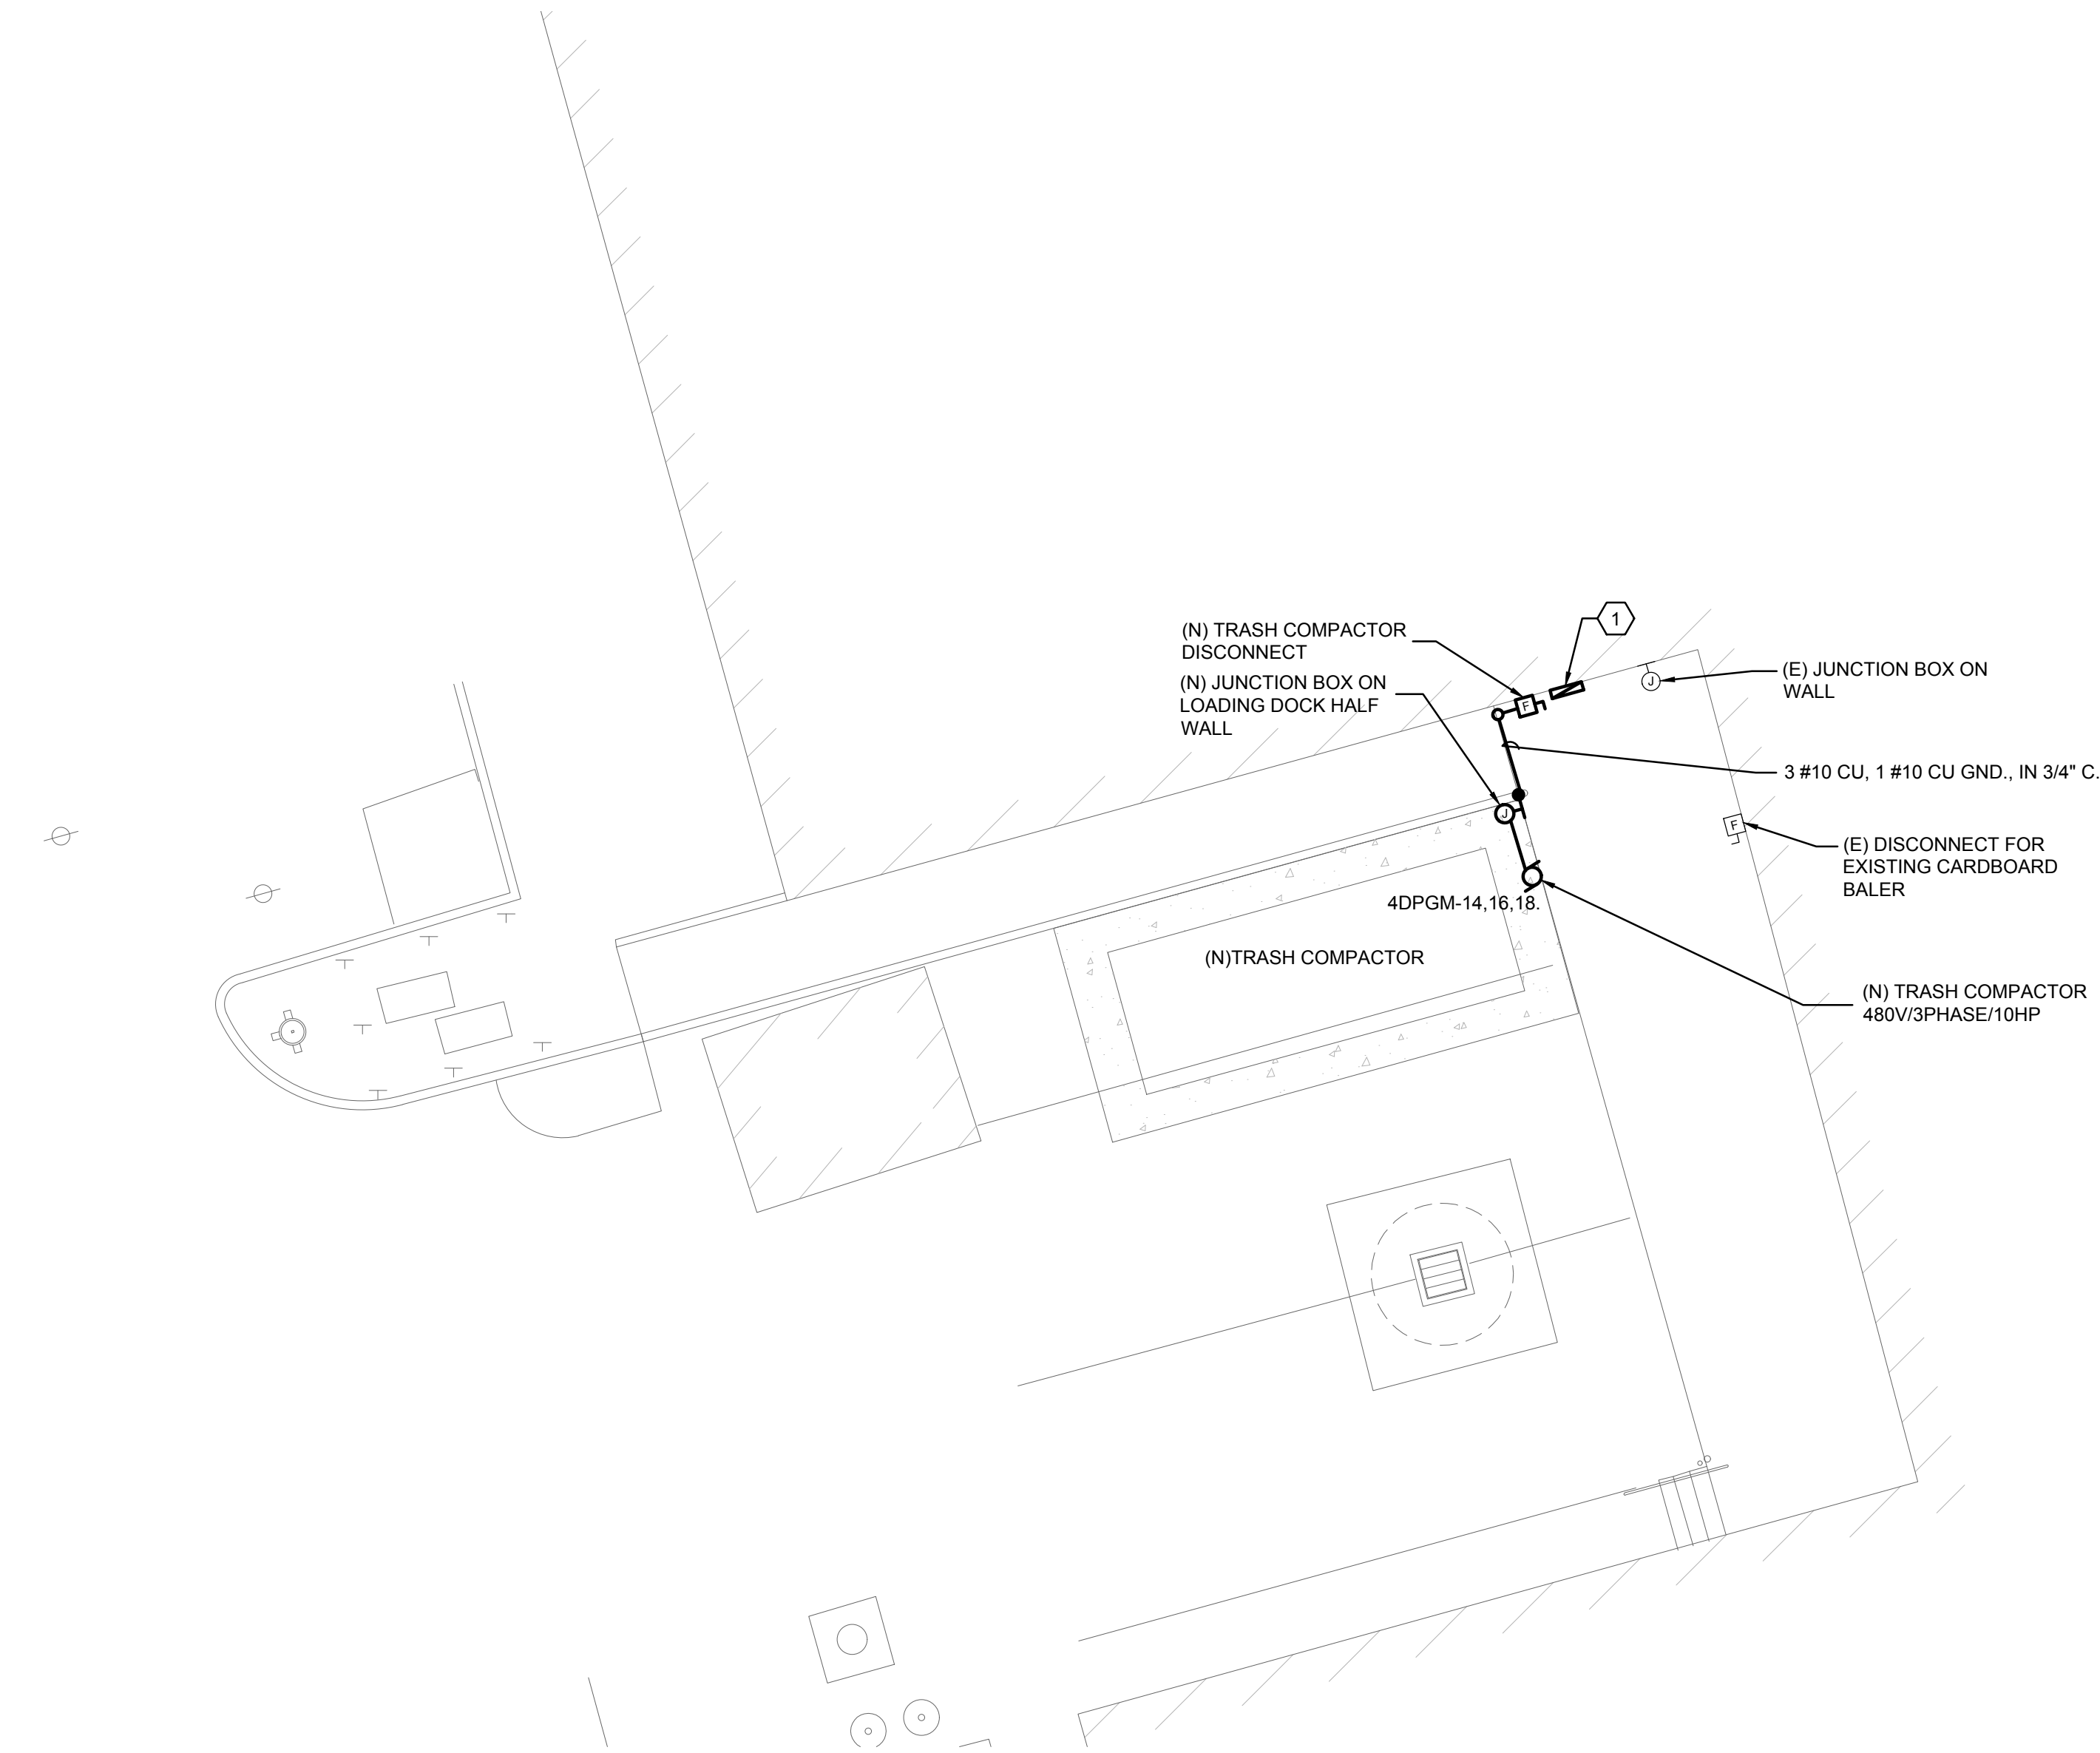 1
(N) TRASH COMPACTOR
DISCONNECT
(N) JUNCTION BOX ON
LOADING DOCK HALF
WALL
(E) JUNCTION BOX ON
WALL
J
F
3 #10 CU, 1 #10 CU GND., IN 3/4" C.
J
F
(E) DISCONNECT FOR
EXISTING CARDBOARD
BALER
4DPGM-14,16,18.
(N)TRASH COMPACTOR
(N) TRASH COMPACTOR
480V/3PHASE/10HP